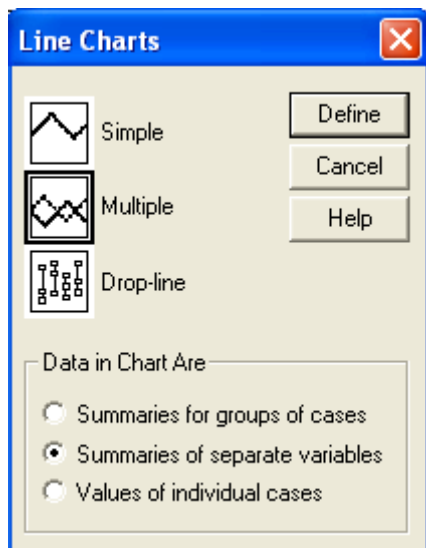 Line Charts
Simple
Define
Cancel
Multiple
Help
Drop-line
Data in Chart Are
Summaries for groups of cases
Summaries of separate variables
Values of individual cases